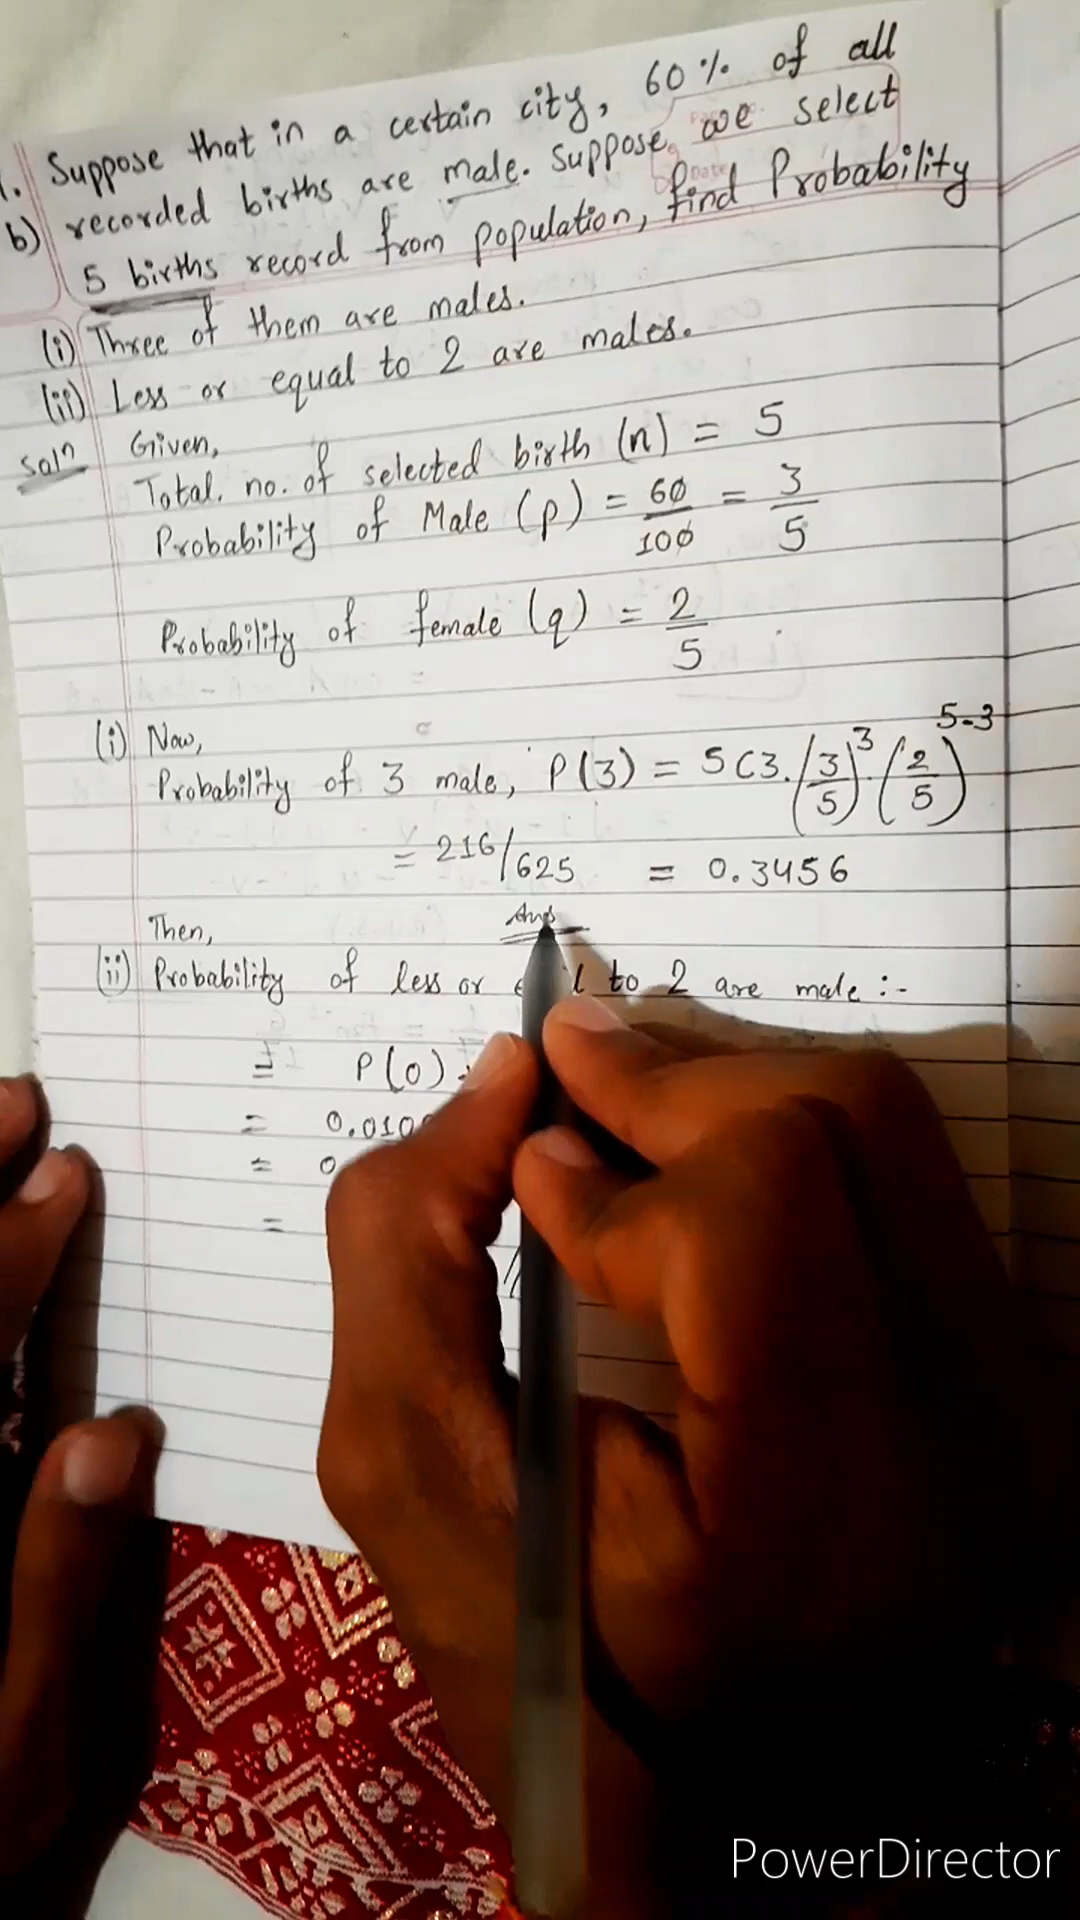 1. Suppose that in a certain city, 60% of all
b) recorded births are male. Suppose we select
5 births record from population, find Probability
(i) Three of them are males.
(ii) Less or equal to 2 are males.
Soln Given,
Total. no. of selected birth (n) = 5
Probability of Male (p) = 60/100 = 3/5
Probability of female (q) = 2/5
(i) Now,
Probability of 3 male, P(3) = 5C3.(3/5)^3.(2/5)^5-3
= 216/625 = 0.3456
Ans
Then,
(ii) Probability of less or to 2 are male :-
= P(0)
= 0.010
= 0
=
PowerDirector